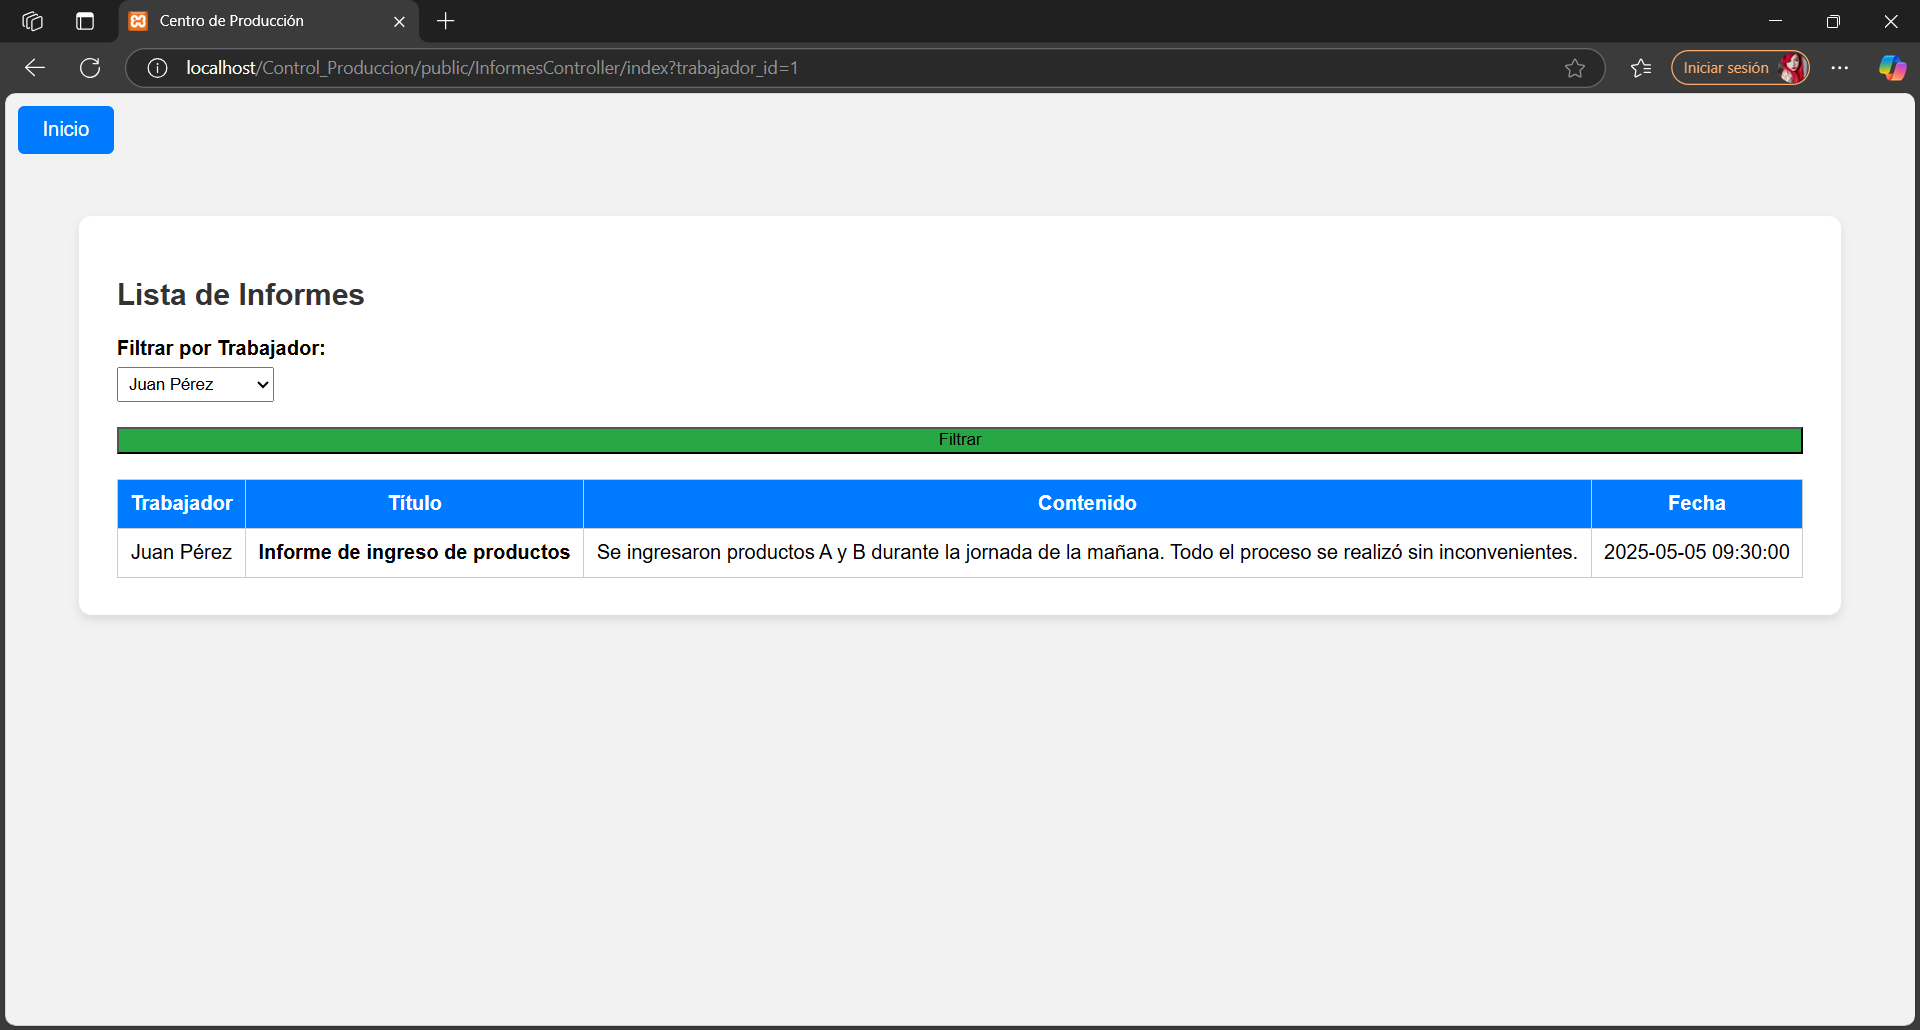 Centro de Producción
localhost/Control_Produccion/public/InformesController/index?trabajador_id=1
Iniciar sesión
Inicio
Lista de Informes
Filtrar por Trabajador:
Juan Pérez
Filtrar
Trabajador Título Contenido Fecha
Juan Pérez Informe de ingreso de productos Se ingresaron productos A y B durante la jornada de la mañana. Todo el proceso se realizó sin inconvenientes. 2025-05-05 09:30:00